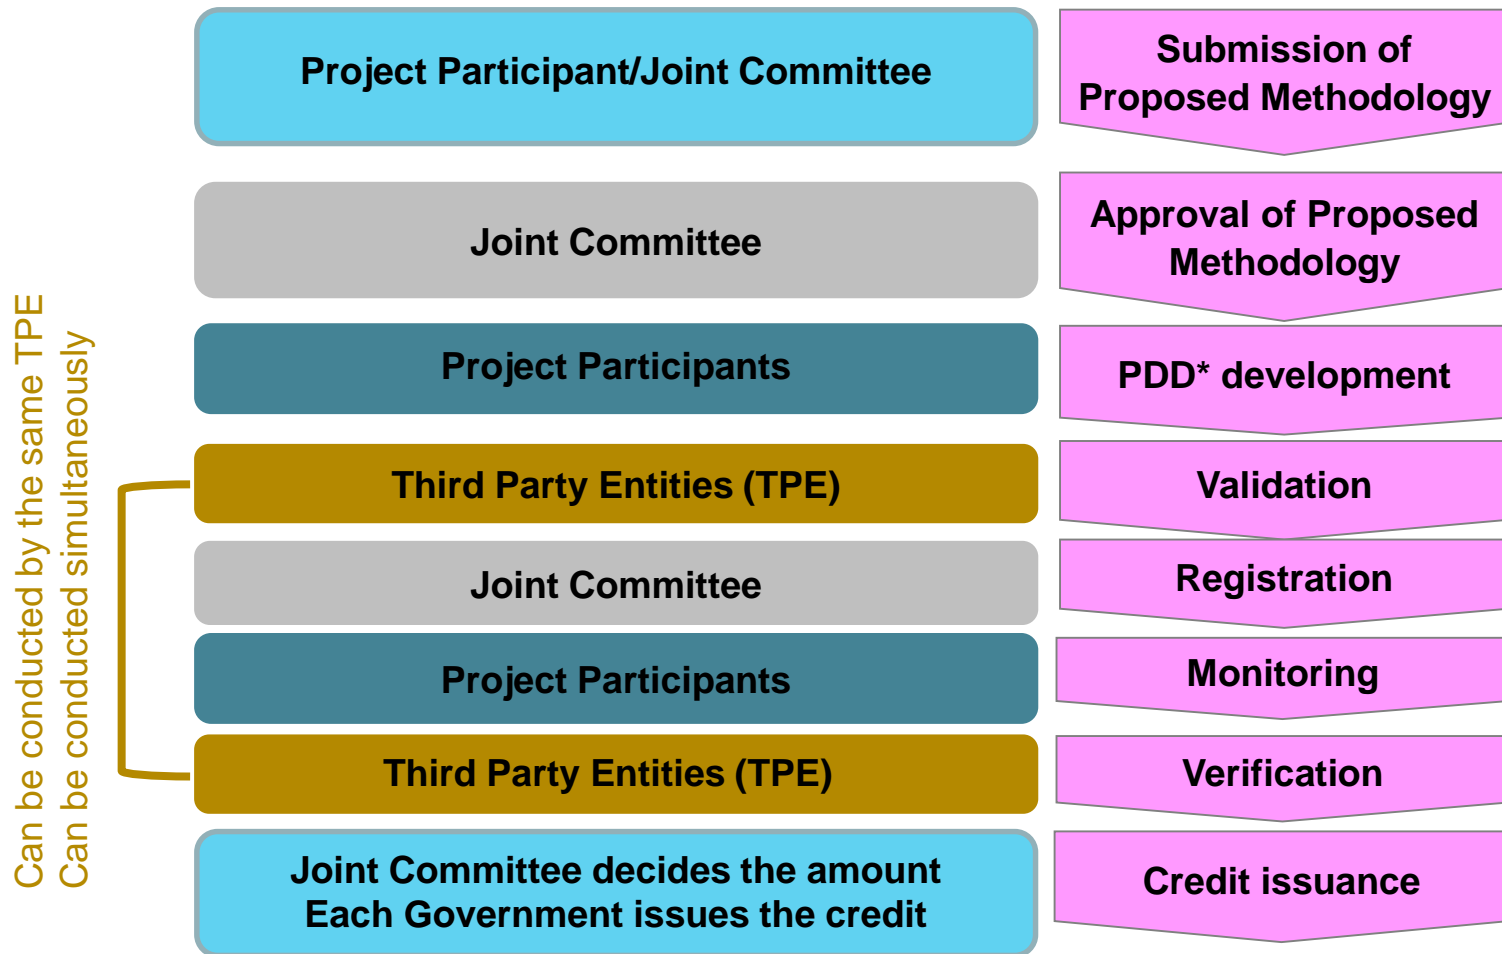 Project Participant/Joint Committee
Submission of
Proposed Methodology
Joint Committee
Approval of Proposed
Methodology
Project Participants
PDD* development
Third Party Entities (TPE)
Validation
Joint Committee
Registration
Project Participants
Monitoring
Third Party Entities (TPE)
Verification
Joint Committee decides the amount
Each Government issues the credit
Credit issuance
Can be conducted by the same TPE
Can be conducted simultaneously